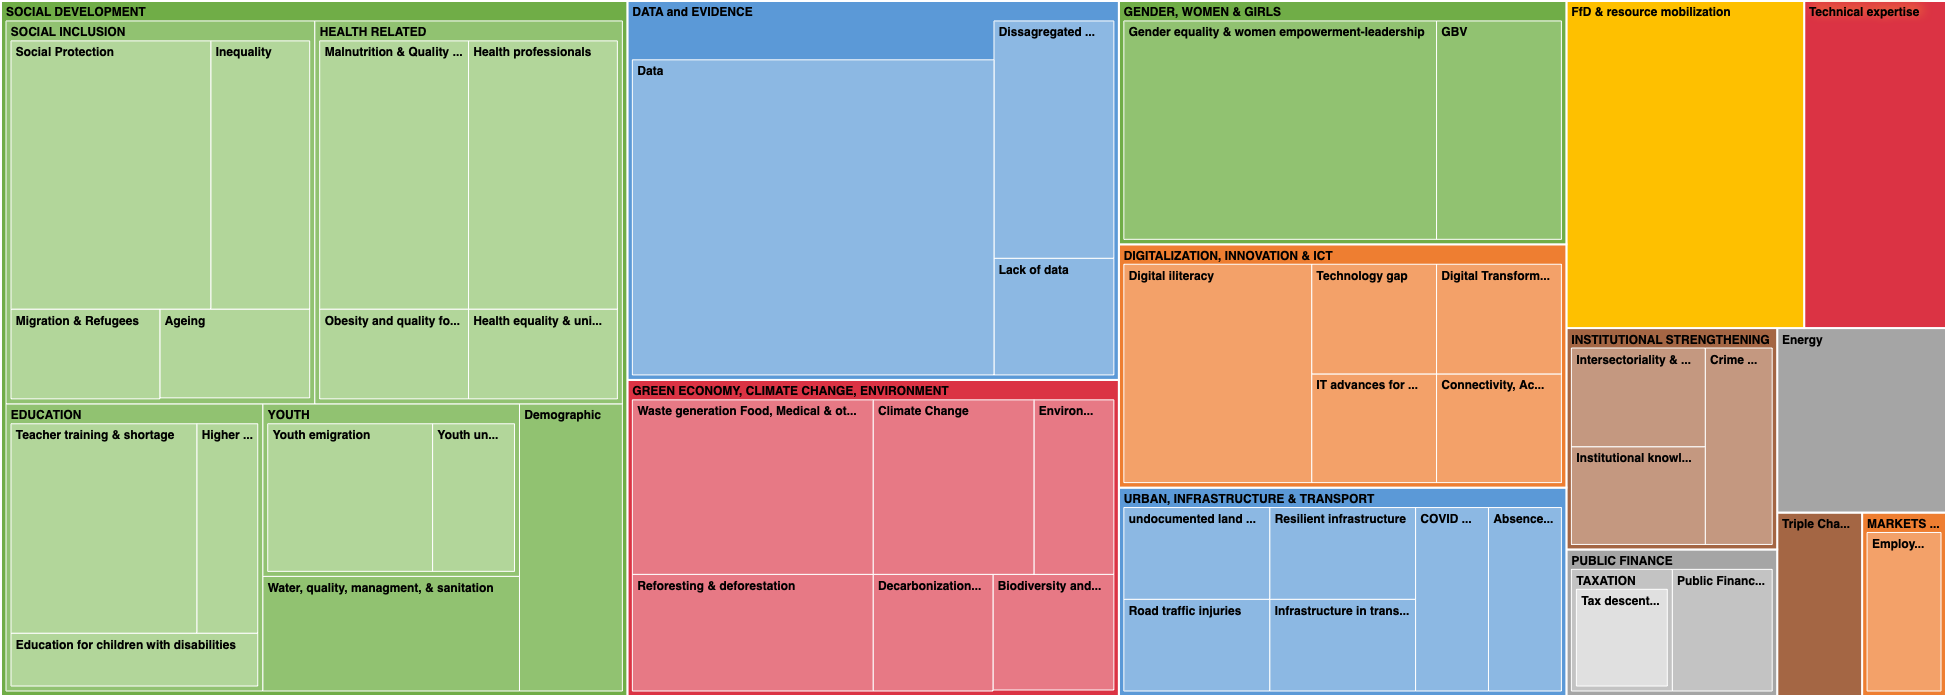 SOCIAL DEVELOPMENT
SOCIAL INCLUSION
Social Protection
Inequality
Migration & Refugees
Ageing
HEALTH RELATED
Malnutrition & Quality ...
Health professionals
Obesity and quality fo...
Health equality & uni...
EDUCATION
Teacher training & shortage
Higher ...
Education for children with disabilities
YOUTH
Youth emigration
Youth un...
Water, quality, managment, & sanitation
Demographic
DATA and EVIDENCE
Data
Dissagregated ...
Lack of data
GREEN ECONOMY, CLIMATE CHANGE, ENVIRONMENT
Waste generation Food, Medical & ot...
Climate Change
Environ...
Reforesting & deforestation
Decarbonization...
Biodiversity and...
GENDER, WOMEN & GIRLS
Gender equality & women empowerment-leadership
GBV
DIGITALIZATION, INNOVATION & ICT
Digital iliteracy
Technology gap
Digital Transform...
IT advances for ...
Connectivity, Ac...
URBAN, INFRASTRUCTURE & TRANSPORT
undocumented land ...
Resilient infrastructure
COVID ...
Absence...
Road traffic injuries
Infrastructure in trans...
FfD & resource mobilization
Technical expertise
INSTITUTIONAL STRENGTHENING
Intersectoriality & ...
Crime ...
Institutional knowl...
Energy
PUBLIC FINANCE
TAXATION
Tax descent...
Public Financ...
Triple Cha...
MARKETS ...
Employ...